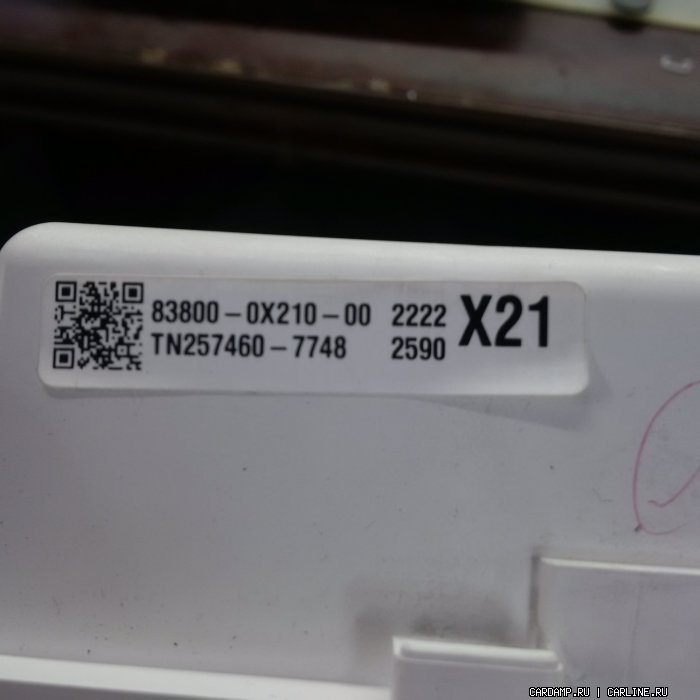 83800-0X210-00 2222 X21
TN257460-7748 2590
CARDAMP.RU | CARLINE.RU